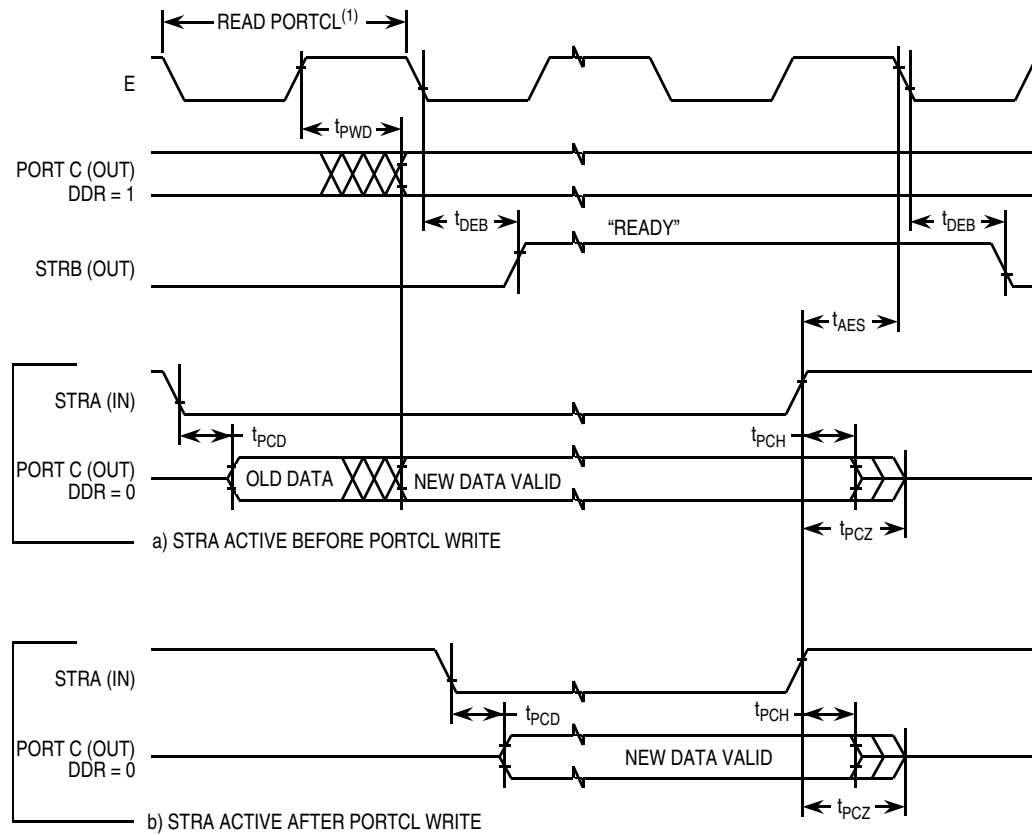 READ PORTCL(1)
E
tPWD
PORT C (OUT)
DDR = 1
tDEB
"READY"
tDEB
STRB (OUT)
tAES
STRA (IN)
tPCD
tPCH
PORT C (OUT)
DDR = 0
OLD DATA
NEW DATA VALID
tPCZ
a) STRA ACTIVE BEFORE PORTCL WRITE
STRA (IN)
tPCD
tPCH
PORT C (OUT)
DDR = 0
NEW DATA VALID
tPCZ
b) STRA ACTIVE AFTER PORTCL WRITE